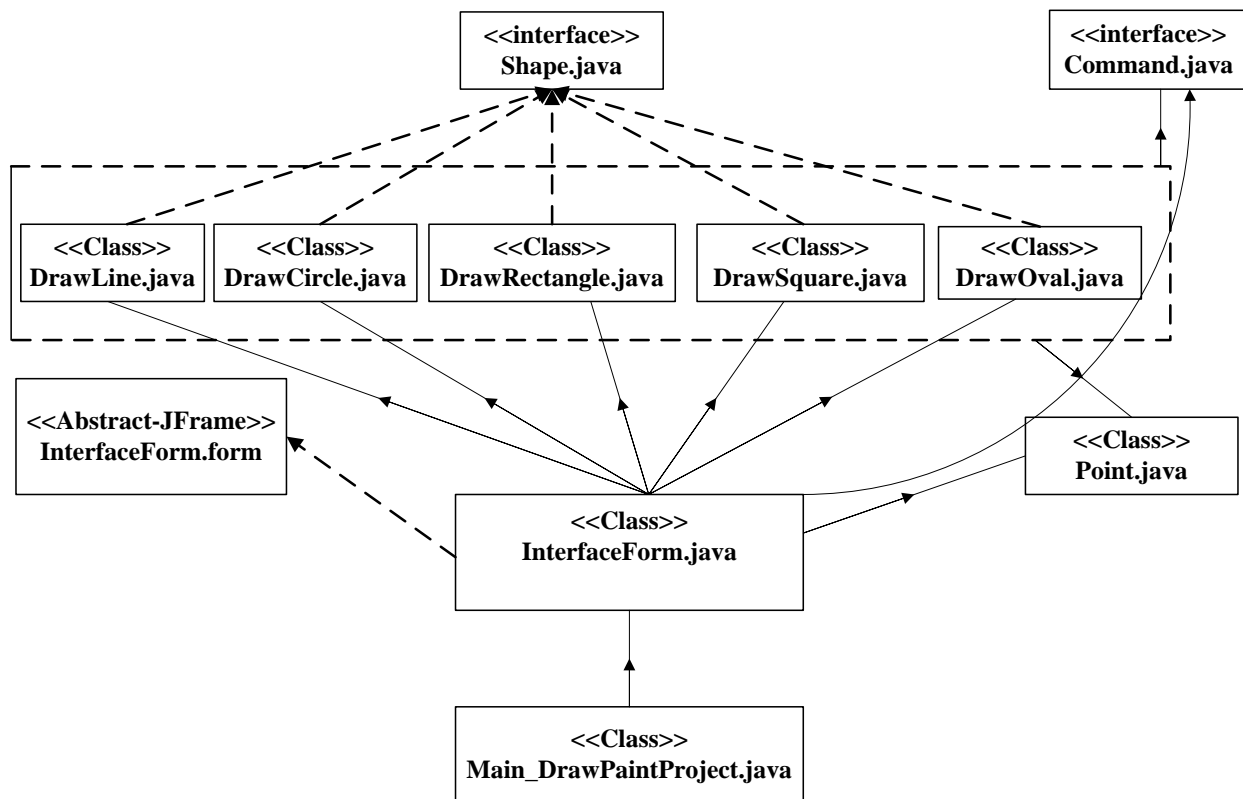 <<interface>>
Shape.java
<<interface>>
Command.java
<<Class>>
DrawLine.java
<<Class>>
DrawCircle.java
<<Class>>
DrawRectangle.java
<<Class>>
DrawSquare.java
<<Class>>
DrawOval.java
<<Abstract-JFrame>>
InterfaceForm.form
<<Class>>
Point.java
<<Class>>
InterfaceForm.java
<<Class>>
Main_DrawPaintProject.java